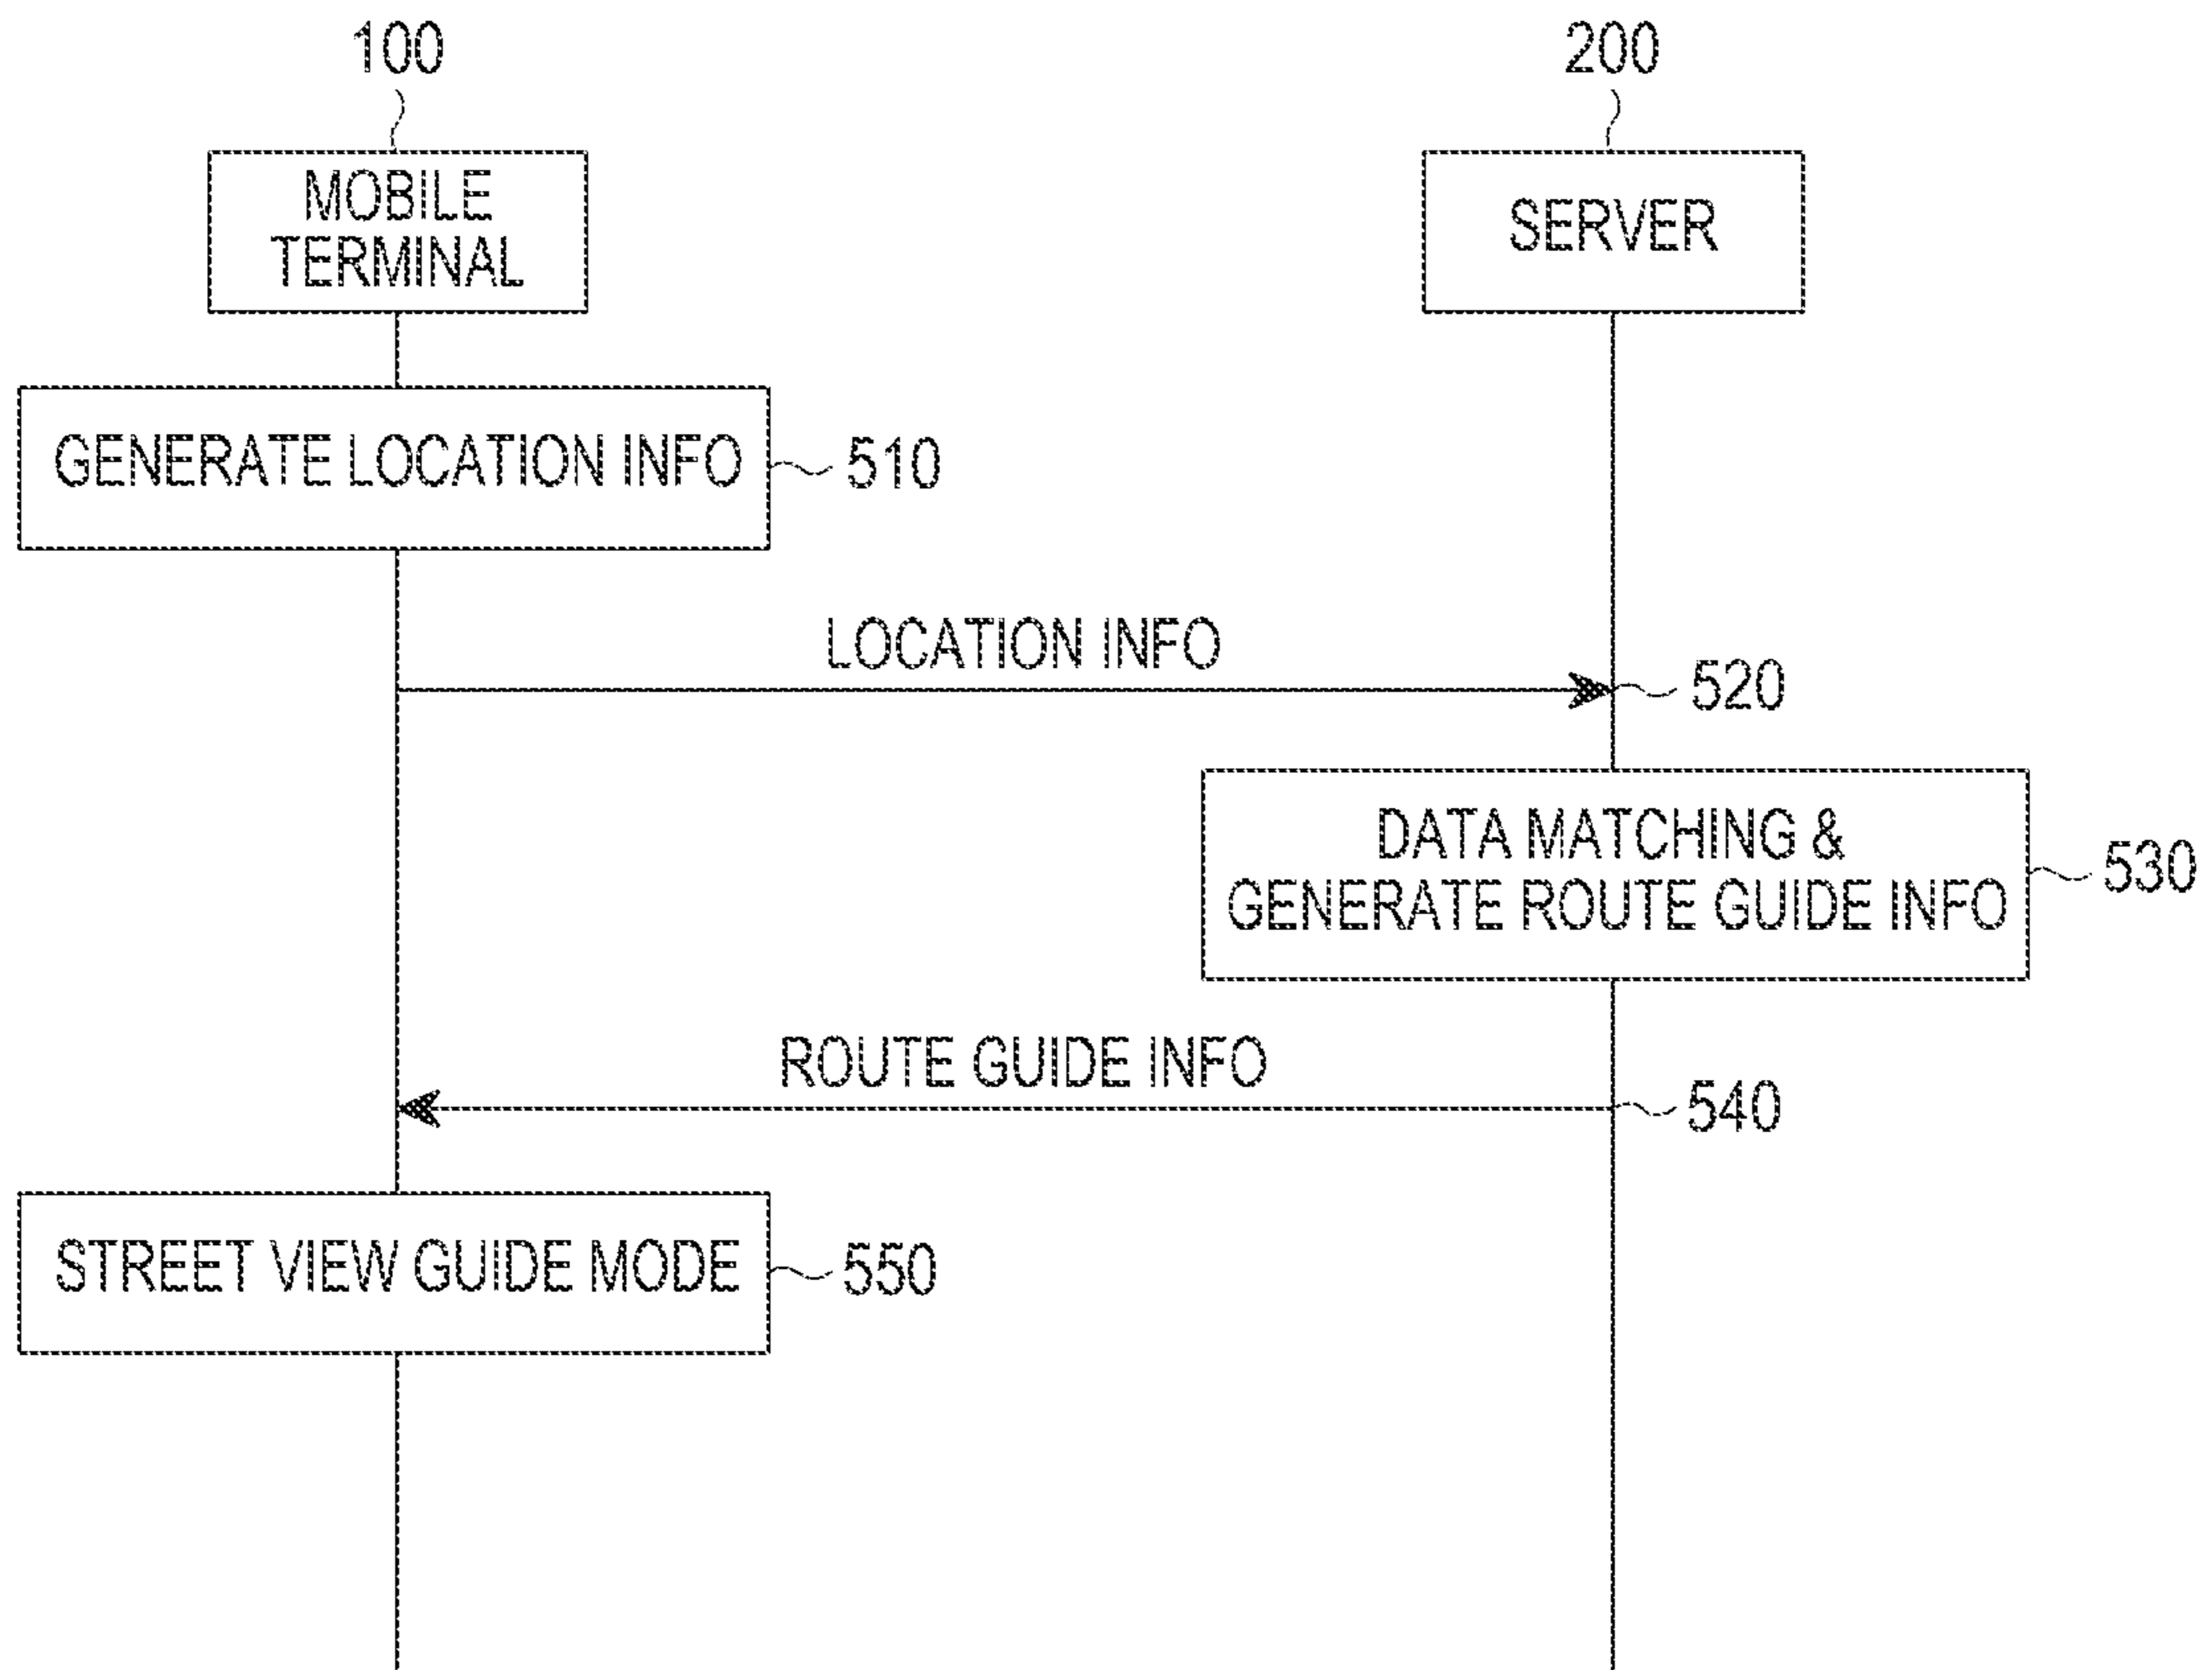 100
200
MOBILE
TERMINAL
SERVER
GENERATE LOCATION INFO
510
LOCATION INFO
520
DATA MATCHING &
GENERATE ROUTE GUIDE INFO
530
ROUTE GUIDE INFO
540
STREET VIEW GUIDE MODE
550